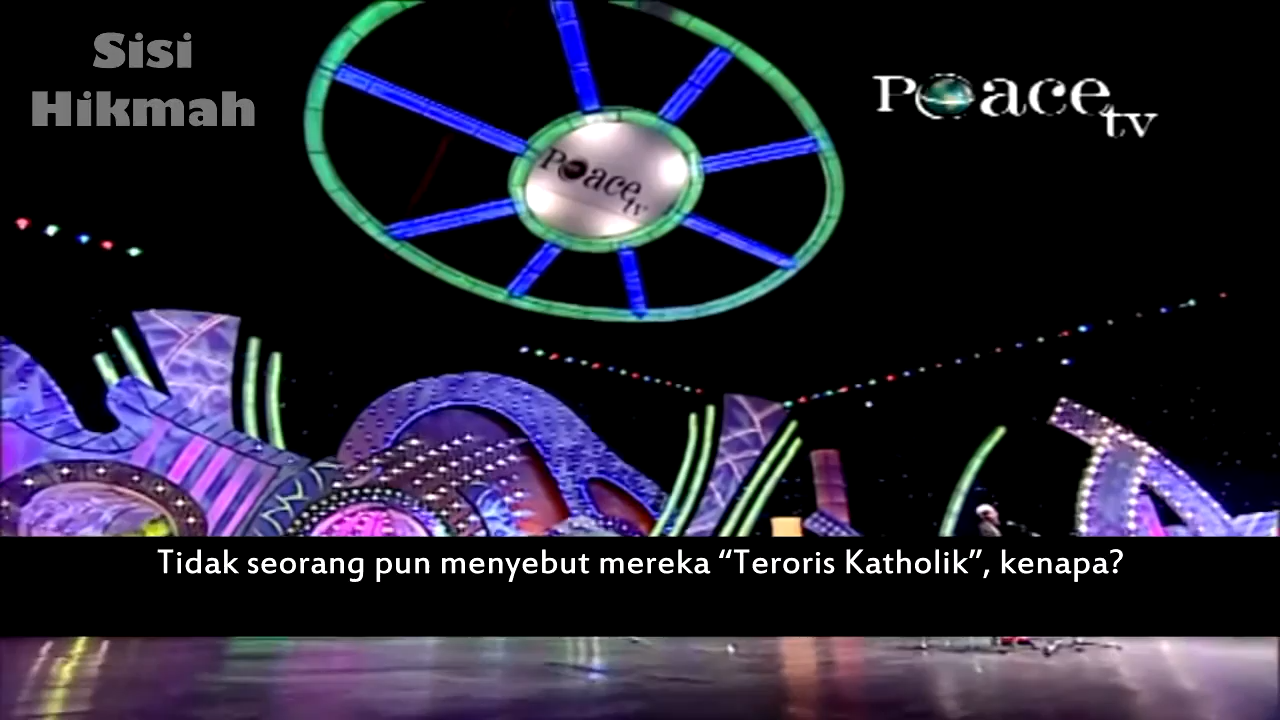 Sisi
Hikmah
Peace
tv
Peace
tv
Tidak seorang pun menyebut mereka “Teroris Katholik”, kenapa?